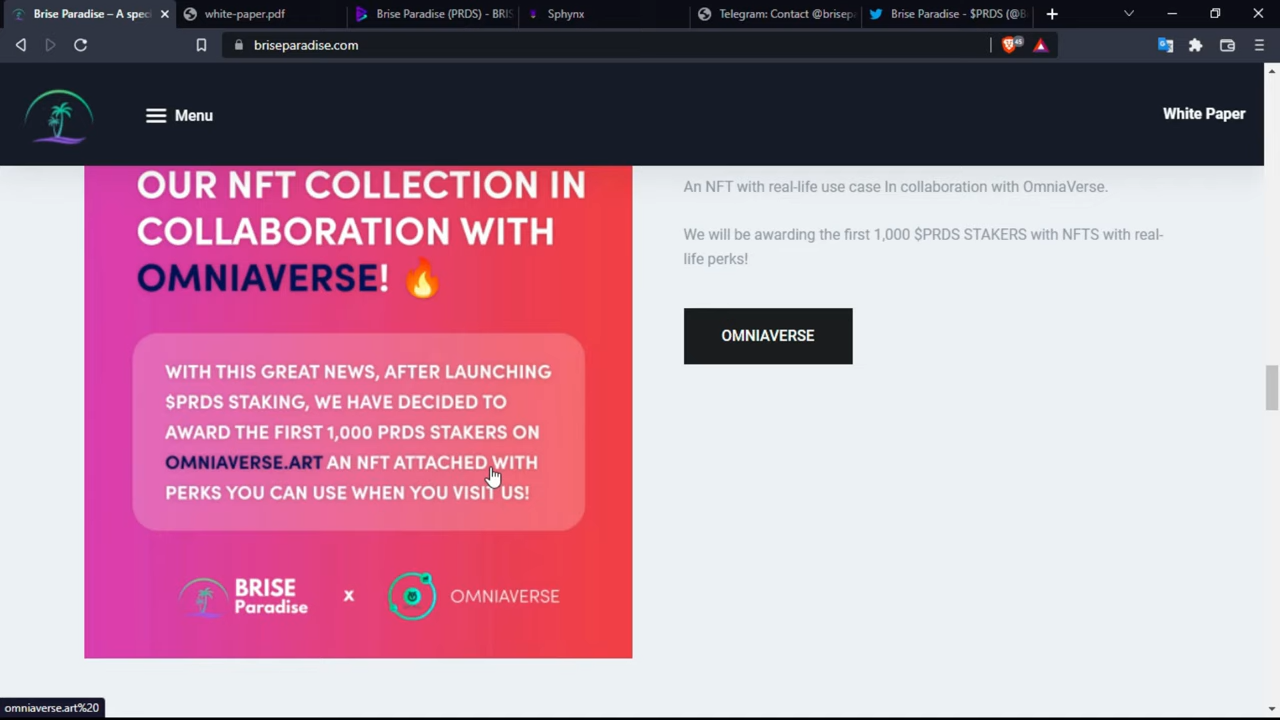 Brise Paradise – A spec
white-paper.pdf
Brise Paradise (PRDS) - BRIS
Sphynx
Telegram: Contact @brisepa
Brise Paradise - $PRDS (@B
briseparadise.com
45
Menu
White Paper
OUR NFT COLLECTION IN
COLLABORATION WITH
OMNIAVERSE! 🔥
WITH THIS GREAT NEWS, AFTER LAUNCHING
$PRDS STAKING, WE HAVE DECIDED TO
AWARD THE FIRST 1,000 PRDS STAKERS ON
OMNIAVERSE.ART AN NFT ATTACHED WITH
PERKS YOU CAN USE WHEN YOU VISIT US!
BRISE
Paradise
X
OMNIAVERSE
An NFT with real-life use case In collaboration with OmniaVerse.
We will be awarding the first 1,000 $PRDS STAKERS with NFTS with real-
life perks!
OMNIAVERSE
omniaverse.art%20